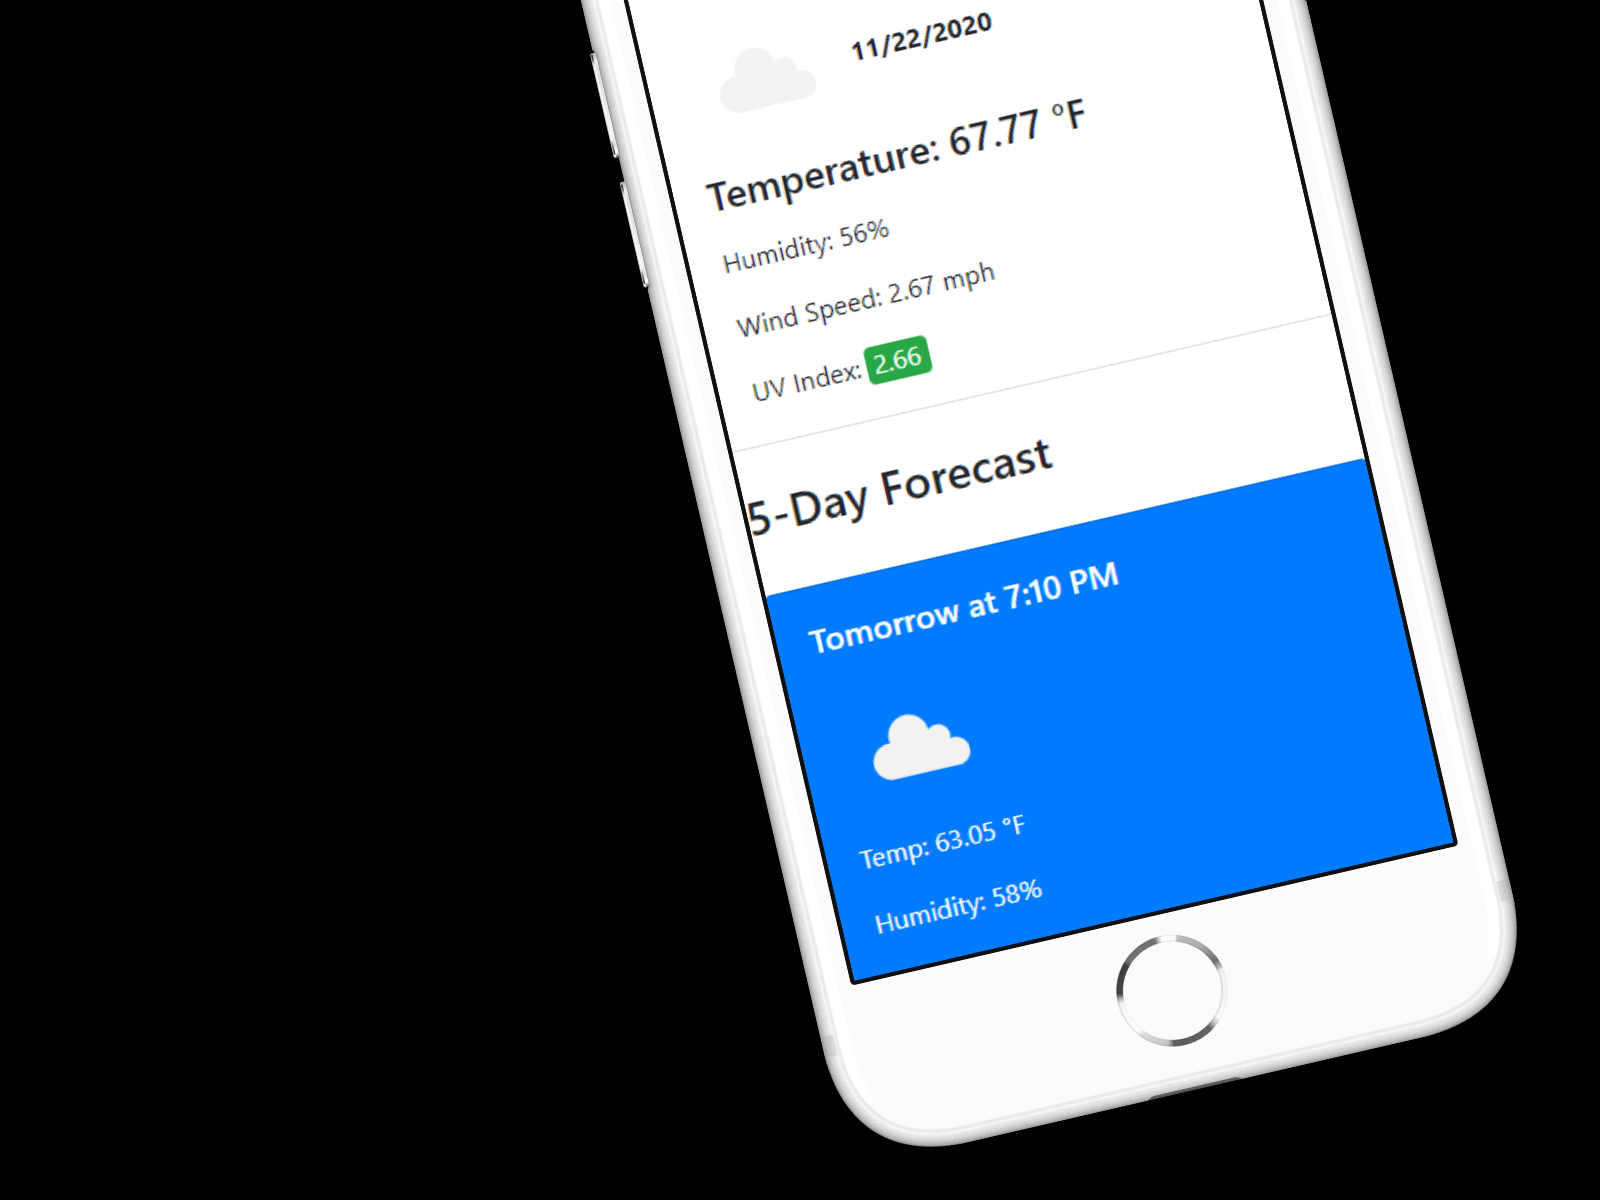 11/22/2020
Temperature: 67.77 °F
Humidity: 56%
Wind Speed: 2.67 mph
UV Index: 2.66
5-Day Forecast
Tomorrow at 7:10 PM
Temp: 63.05 °F
Humidity: 58%